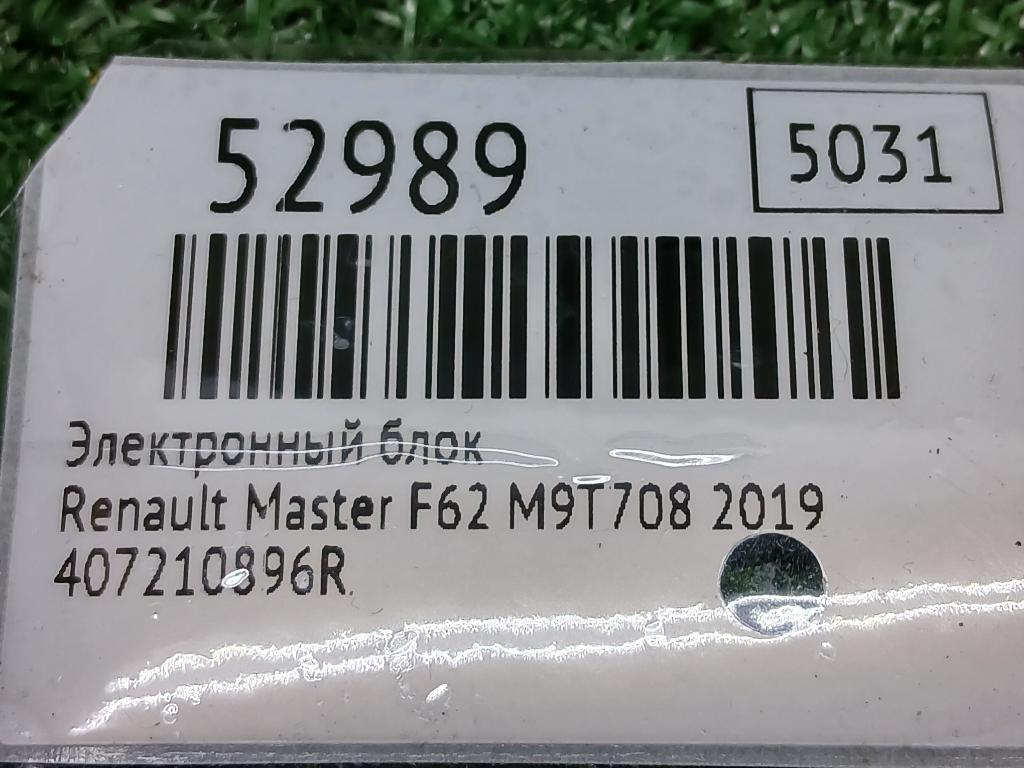 52989
5031
Электронный блок
Renault Master F62 M9T708 2019
407210896R